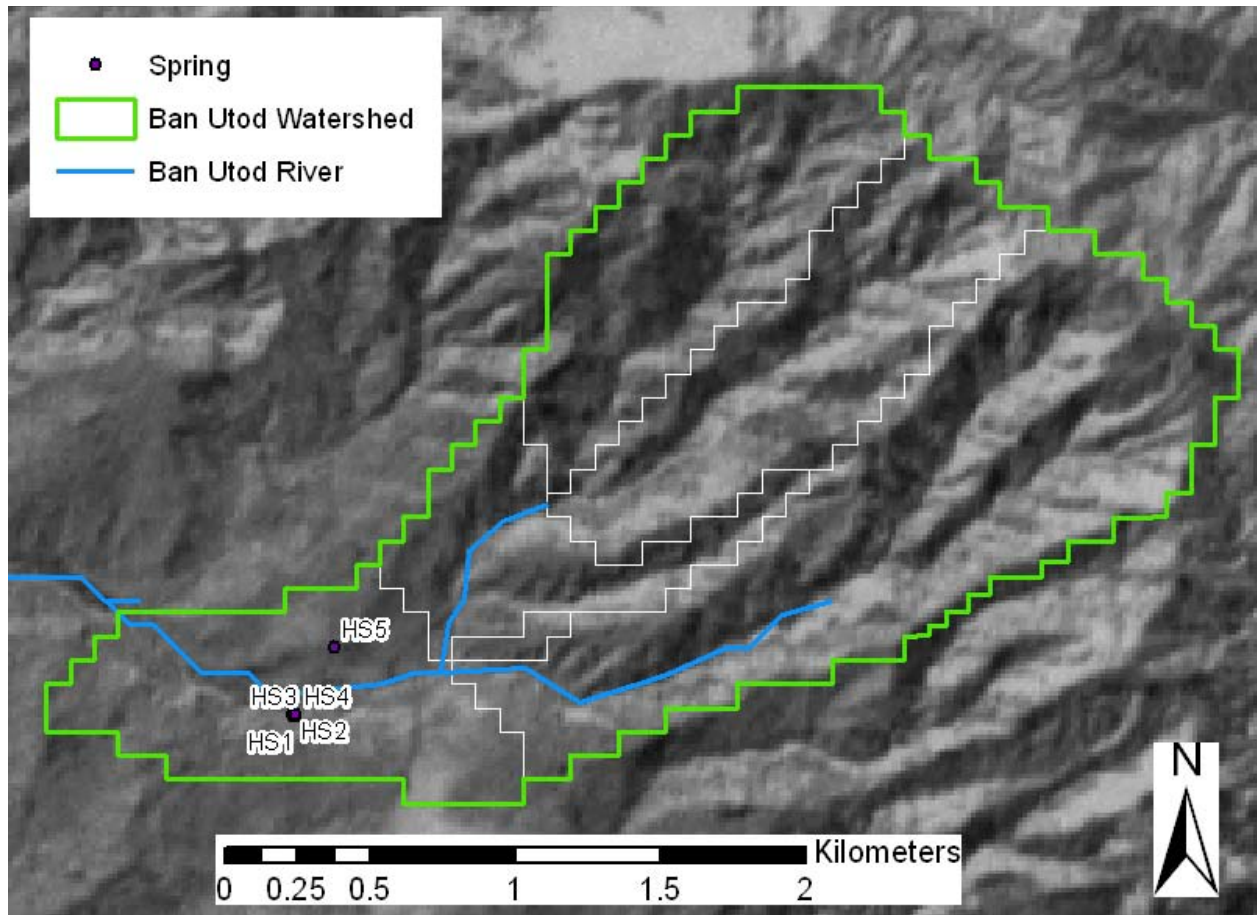 Spring
Ban Utod Watershed
Ban Utod River
HS5
HS3 HS4
HS1 HS2
N
Kilometers
0 0.25 0.5 1 1.5 2